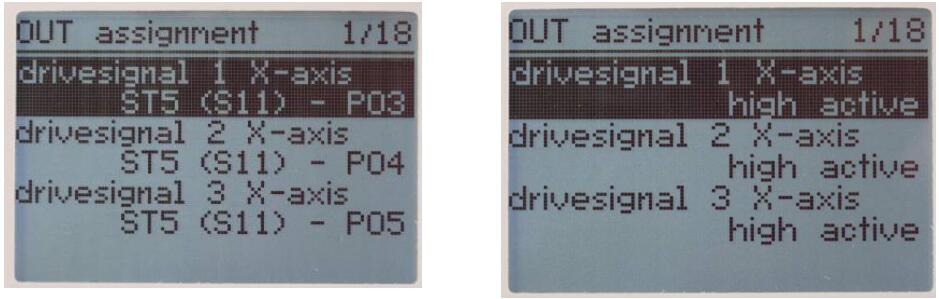 OUT assignment 1/18
drivesignal 1 X-axis
ST5 (S11) - P03
drivesignal 2 X-axis
ST5 (S11) - P04
drivesignal 3 X-axis
ST5 (S11) - P05
OUT assignment 1/18
drivesignal 1 X-axis
high active
drivesignal 2 X-axis
high active
drivesignal 3 X-axis
high active